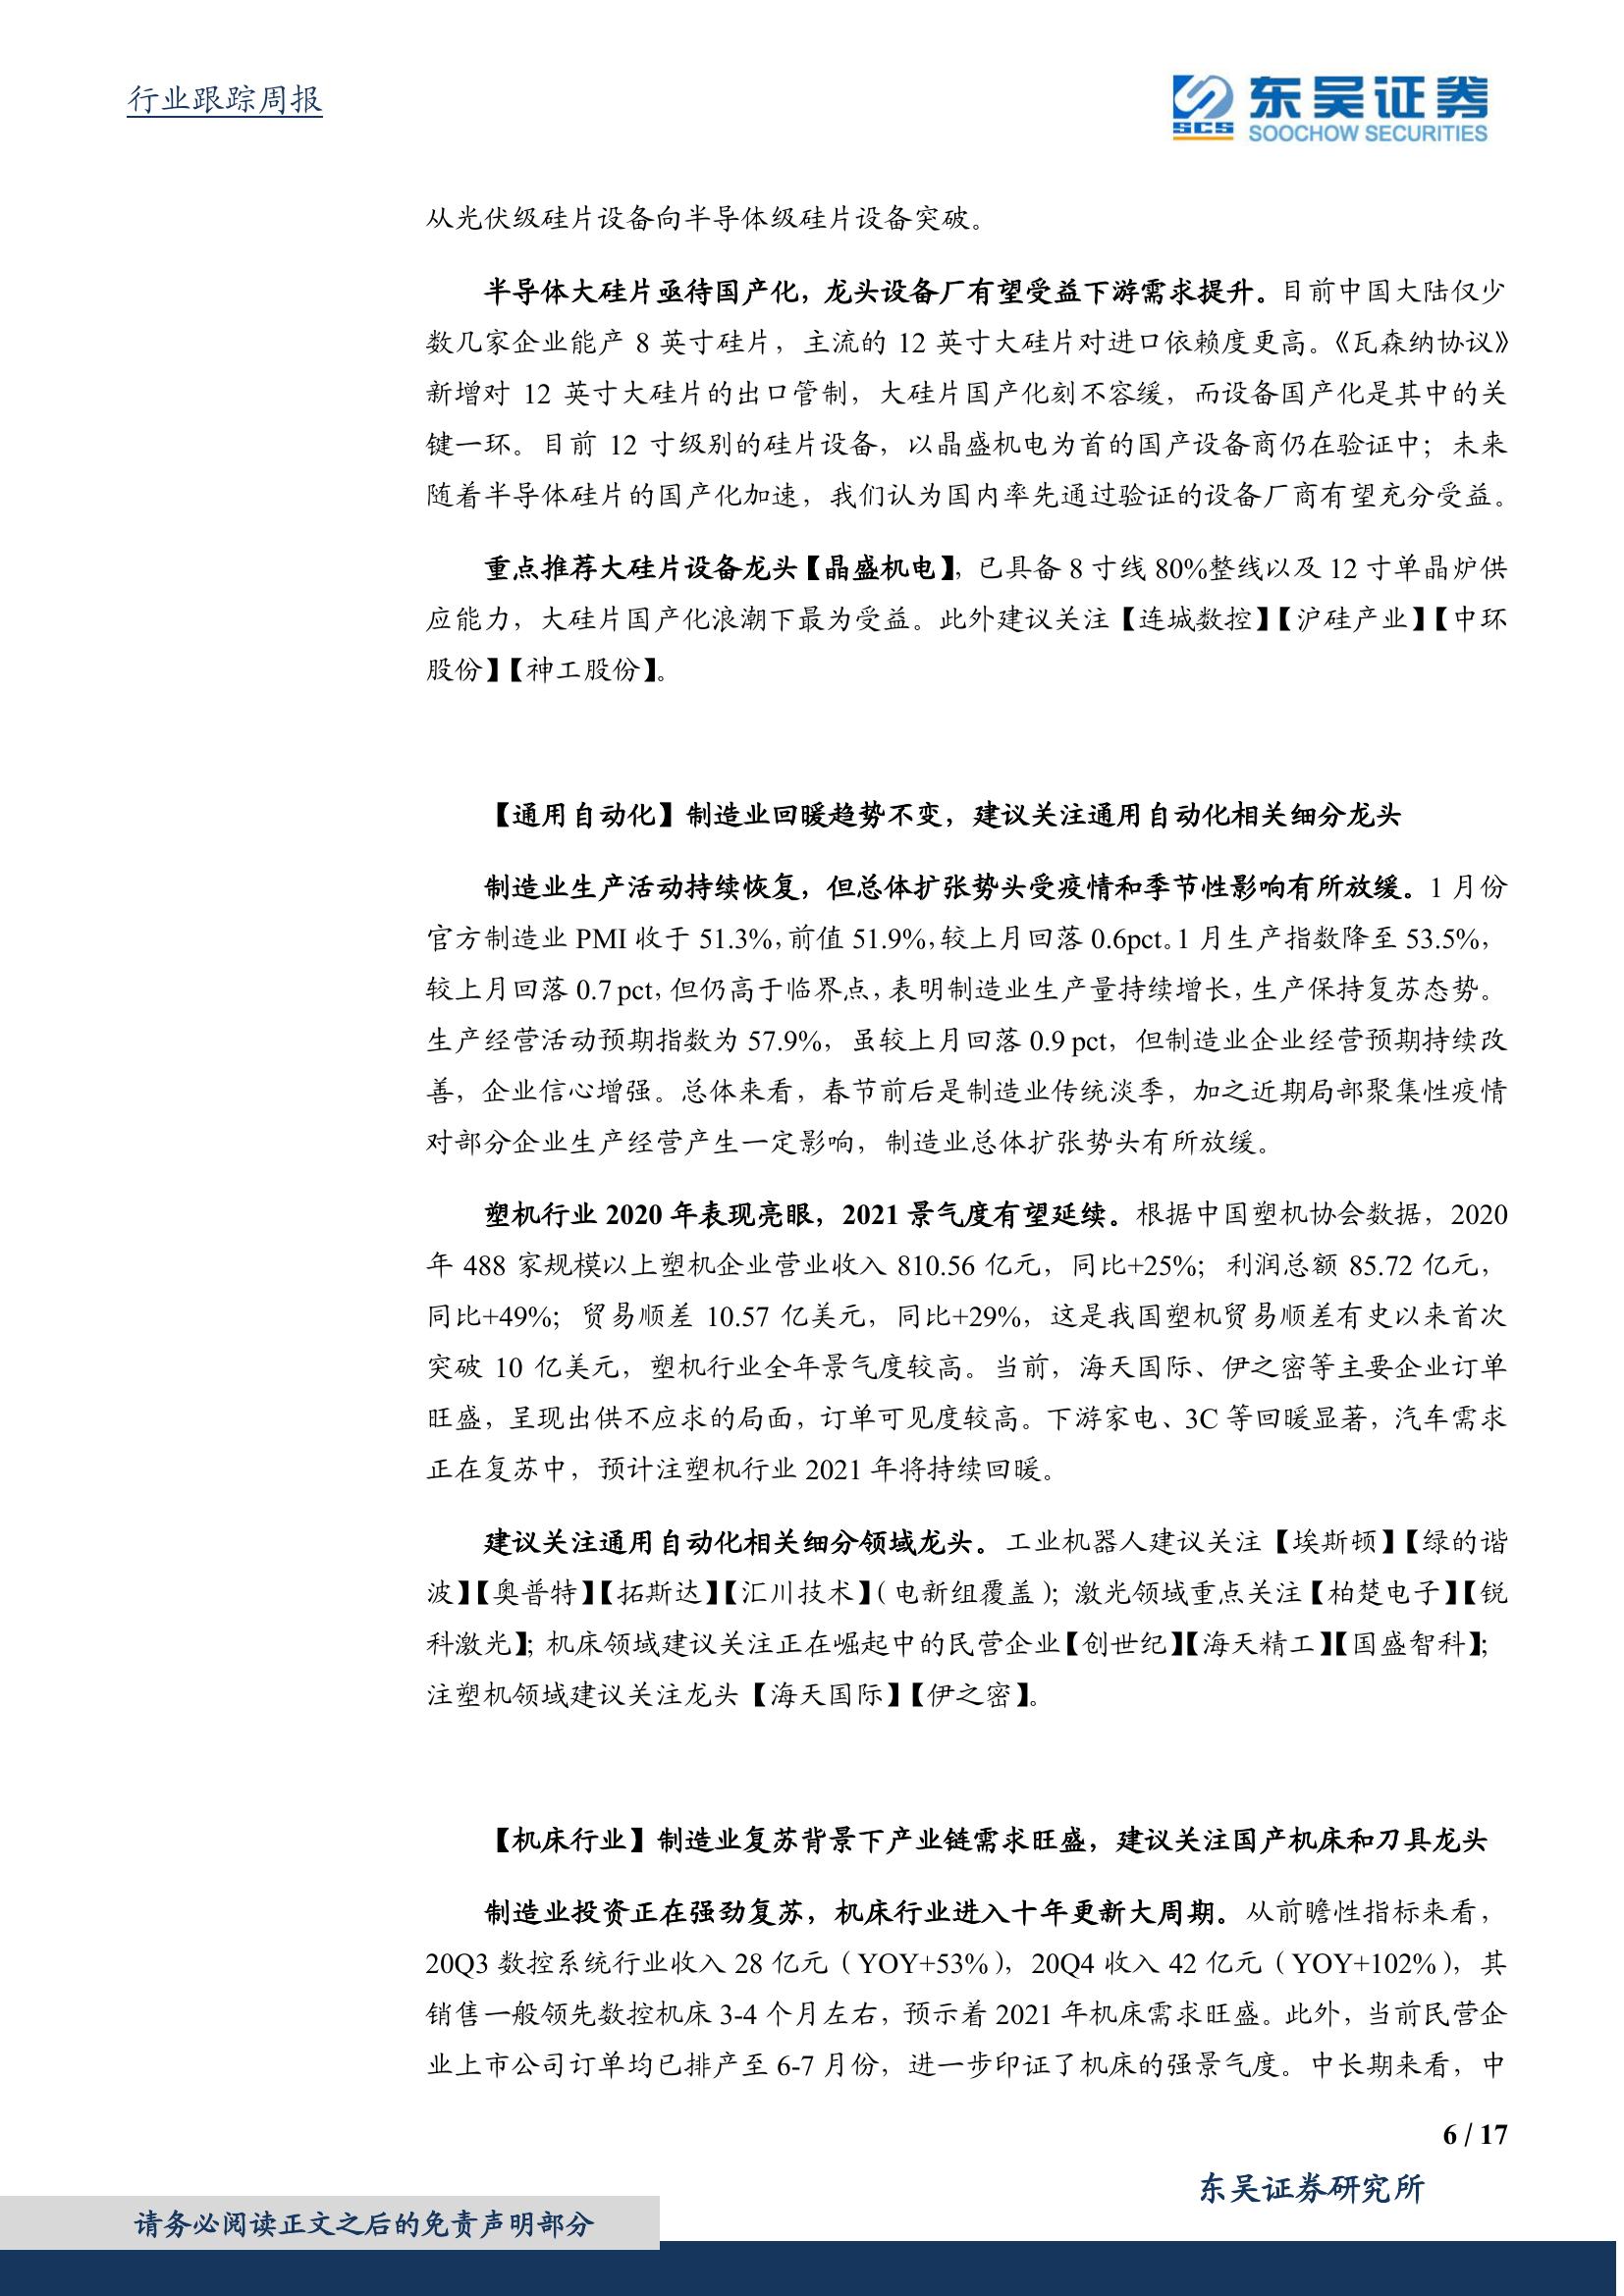 行业跟踪周报
东吴证券
SCS
SOOCHOW SECURITIES
从光伏级硅片设备向半导体级硅片设备突破。
半导体大硅片亟待国产化，龙头设备厂有望受益下游需求提升。目前中国大陆仅少
数几家企业能产 8 英寸硅片，主流的 12 英寸大硅片对进口依赖度更高。《瓦森纳协议》
新增对 12 英寸大硅片的出口管制，大硅片国产化刻不容缓，而设备国产化是其中的关
键一环。目前 12 寸级别的硅片设备，以晶盛机电为首的国产设备商仍在验证中；未来
随着半导体硅片的国产化加速，我们认为国内率先通过验证的设备厂商有望充分受益。
重点推荐大硅片设备龙头【晶盛机电】，已具备 8 寸线 80%整线以及 12 寸单晶炉供
应能力，大硅片国产化浪潮下最为受益。此外建议关注【连城数控】【沪硅产业】【中环
股份】【神工股份】。
【通用自动化】制造业回暖趋势不变，建议关注通用自动化相关细分龙头
制造业生产活动持续恢复，但总体扩张势头受疫情和季节性影响有所放缓。1 月份
官方制造业 PMI 收于 51.3%，前值 51.9%，较上月回落 0.6pct。1 月生产指数降至 53.5%，
较上月回落 0.7 pct，但仍高于临界点，表明制造业生产量持续增长，生产保持复苏态势。
生产经营活动预期指数为 57.9%，虽较上月回落 0.9 pct，但制造业企业经营预期持续改
善，企业信心增强。总体来看，春节前后是制造业传统淡季，加之近期局部聚集性疫情
对部分企业生产经营产生一定影响，制造业总体扩张势头有所放缓。
塑机行业 2020 年表现亮眼，2021 景气度有望延续。根据中国塑机协会数据，2020
年 488 家规模以上塑机企业营业收入 810.56 亿元，同比+25%；利润总额 85.72 亿元，
同比+49%；贸易顺差 10.57 亿美元，同比+29%，这是我国塑机贸易顺差有史以来首次
突破 10 亿美元，塑机行业全年景气度较高。当前，海天国际、伊之密等主要企业订单
旺盛，呈现出供不应求的局面，订单可见度较高。下游家电、3C 等回暖显著，汽车需求
正在复苏中，预计注塑机行业 2021 年将持续回暖。
建议关注通用自动化相关细分领域龙头。工业机器人建议关注【埃斯顿】【绿的谐
波】【奥普特】【拓斯达】【汇川技术】（电新组覆盖）；激光领域重点关注【柏楚电子】【锐
科激光】；机床领域建议关注正在崛起中的民营企业【创世纪】【海天精工】【国盛智科】；
注塑机领域建议关注龙头【海天国际】【伊之密】。
【机床行业】制造业复苏背景下产业链需求旺盛，建议关注国产机床和刀具龙头
制造业投资正在强劲复苏，机床行业进入十年更新大周期。从前瞻性指标来看，
20Q3 数控系统行业收入 28 亿元（YOY+53%），20Q4 收入 42 亿元（YOY+102%），其
销售一般领先数控机床 3-4 个月左右，预示着 2021 年机床需求旺盛。此外，当前民营企
业上市公司订单均已排产至 6-7 月份，进一步印证了机床的强景气度。中长期来看，中
6 / 17
东吴证券研究所
请务必阅读正文之后的免责声明部分